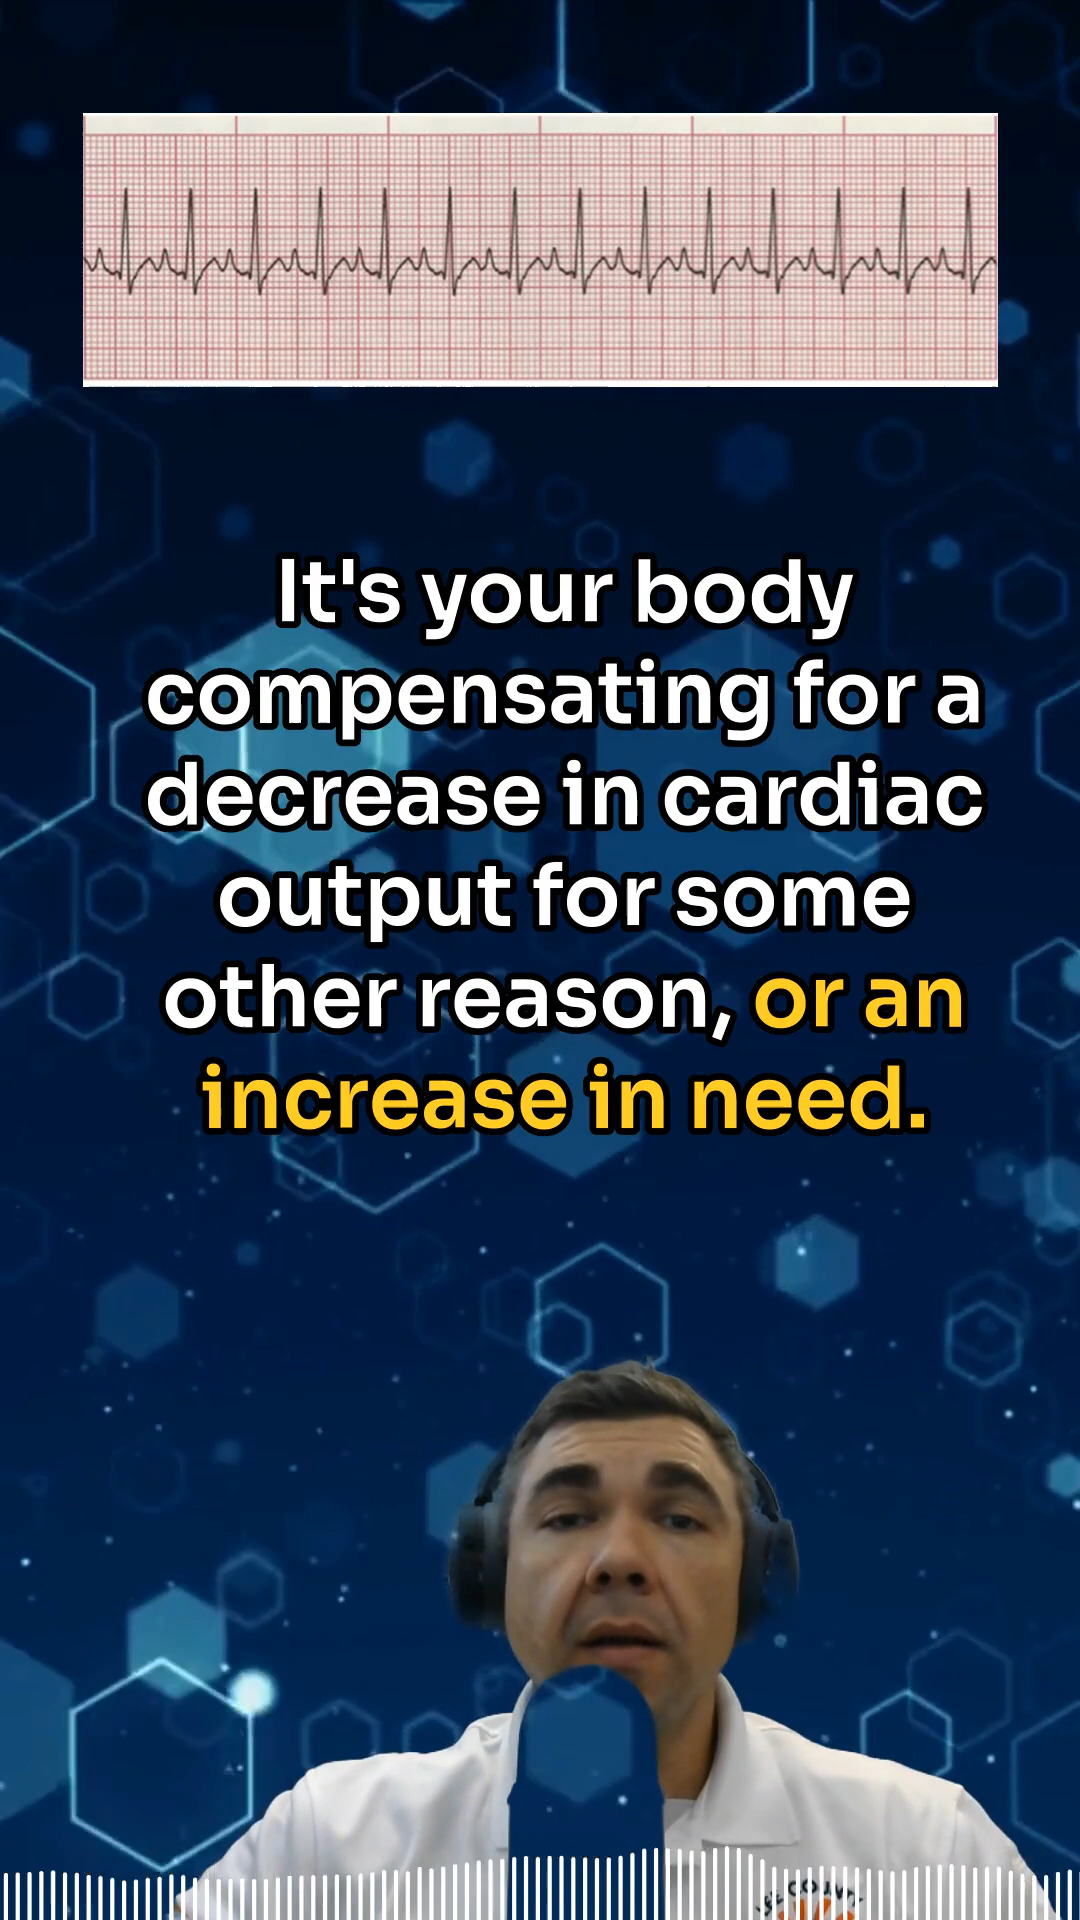 It's your body
compensating for a
decrease in cardiac
output for some
other reason, or an
increase in need.